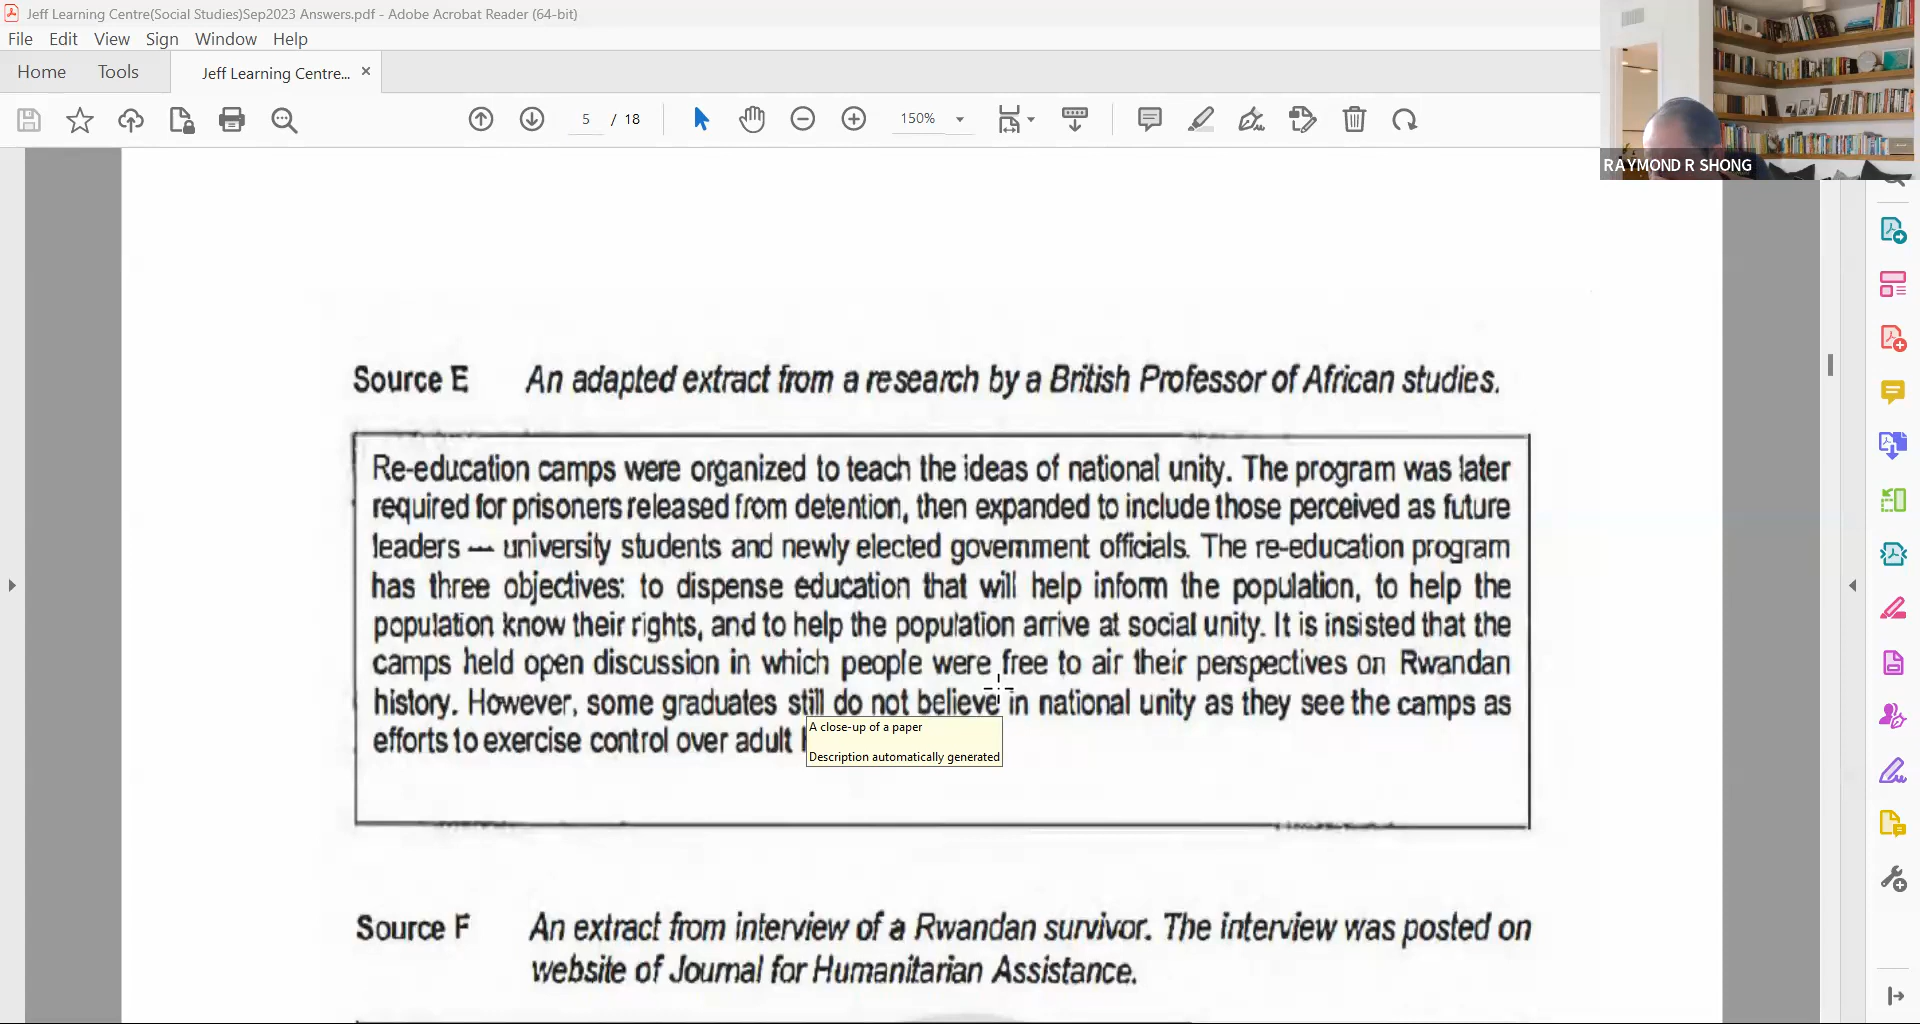 Jeff Learning Centre(Social Studies)Sep2023 Answers.pdf - Adobe Acrobat Reader (64-bit)
File Edit View Sign Window Help
Home Tools Jeff Learning Centre... ×
5 / 18 150%
RAYMOND R SHONG
Source E An adapted extract from a research by a British Professor of African studies.
Re-education camps were organized to teach the ideas of national unity. The program was later
required for prisoners released from detention, then expanded to include those perceived as future
leaders — university students and newly elected government officials. The re-education program
has three objectives: to dispense education that will help inform the population, to help the
population know their rights, and to help the population arrive at social unity. It is insisted that the
camps held open discussion in which people were free to air their perspectives on Rwandan
history. However, some graduates still do not believe in national unity as they see the camps as
efforts to exercise control over adult
A close-up of a paper
Description automatically generated
Source F An extract from interview of a Rwandan survivor. The interview was posted on
website of Journal for Humanitarian Assistance.